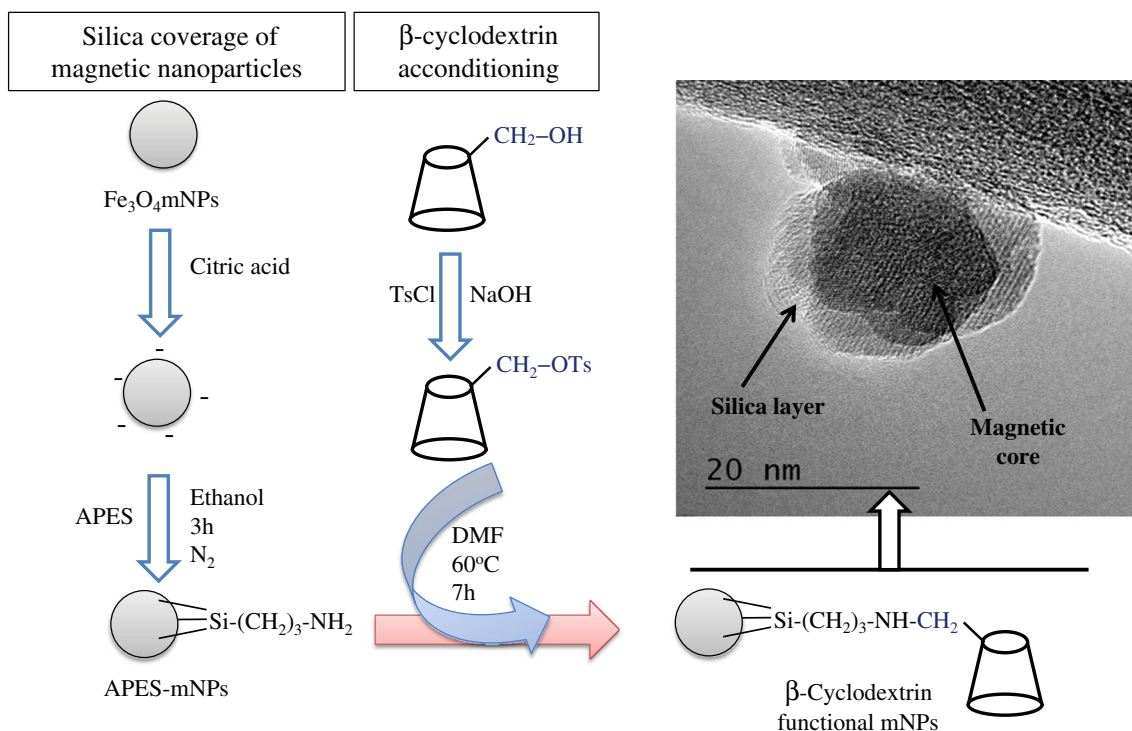 Silica coverage of
magnetic nanoparticles
β-cyclodextrin
acconditioning
Fe₃O₄mNPs
Citric acid
-
-
-
-
-
APES
Ethanol
3h
N₂
Si-(CH₂)₃-NH₂
APES-mNPs
CH₂–OH
TsCl
NaOH
CH₂–OTs
DMF
60°C
7h
Silica layer
Magnetic
core
20 nm
Si-(CH₂)₃-NH-CH₂
β-Cyclodextrin
functional mNPs